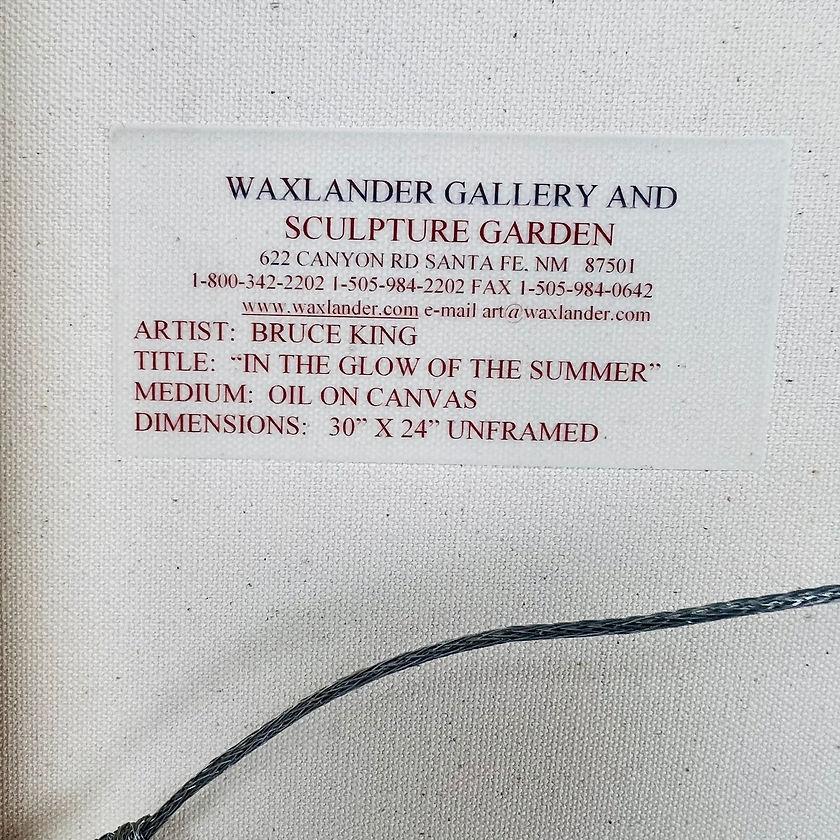 WAXLANDER GALLERY AND
SCULPTURE GARDEN
622 CANYON RD SANTA FE, NM 87501
1-800-342-2202 1-505-984-2202 FAX 1-505-984-0642
www.waxlander.com e-mail art@waxlander.com
ARTIST: BRUCE KING
TITLE: “IN THE GLOW OF THE SUMMER”
MEDIUM: OIL ON CANVAS
DIMENSIONS: 30” X 24” UNFRAMED